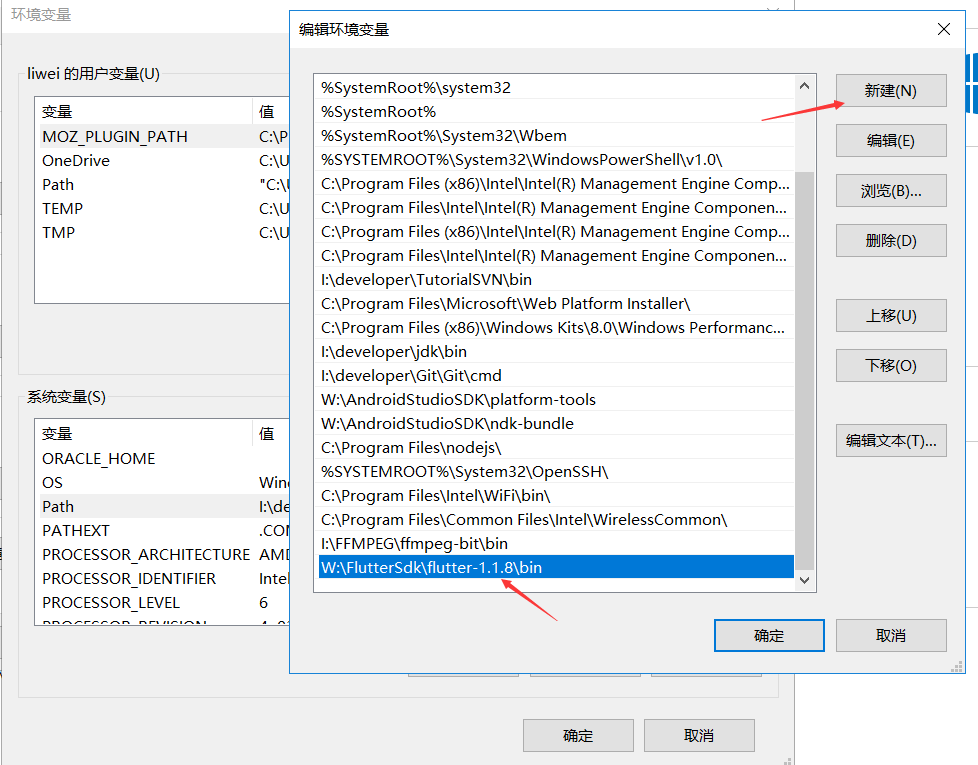 环境变量
liwei 的用户变量(U)
变量 值
MOZ_PLUGIN_PATH C:\P
OneDrive C:\U
Path "C:\U
TEMP C:\U
TMP C:\U
系统变量(S)
变量 值
ORACLE_HOME
OS Wind
Path I:\de
PATHEXT .COM
PROCESSOR_ARCHITECTURE AMD
PROCESSOR_IDENTIFIER Intel
PROCESSOR_LEVEL 6
PROCESSOR_REVISION
确定 取消
编辑环境变量
%SystemRoot%\system32
%SystemRoot%
%SystemRoot%\System32\Wbem
%SYSTEMROOT%\System32\WindowsPowerShell\v1.0\
C:\Program Files (x86)\Intel\Intel(R) Management Engine Comp...
C:\Program Files\Intel\Intel(R) Management Engine Componen...
C:\Program Files (x86)\Intel\Intel(R) Management Engine Comp...
C:\Program Files\Intel\Intel(R) Management Engine Componen...
I:\developer\TutorialSVN\bin
C:\Program Files\Microsoft\Web Platform Installer\
C:\Program Files (x86)\Windows Kits\8.0\Windows Performanc...
I:\developer\jdk\bin
I:\developer\Git\Git\cmd
W:\AndroidStudioSDK\platform-tools
W:\AndroidStudioSDK\ndk-bundle
C:\Program Files\nodejs\
%SYSTEMROOT%\System32\OpenSSH\
C:\Program Files\Intel\WiFi\bin\
C:\Program Files\Common Files\Intel\WirelessCommon\
I:\FFMPEG\ffmpeg-bit\bin
W:\FlutterSdk\flutter-1.1.8\bin
新建(N)
编辑(E)
浏览(B)...
删除(D)
上移(U)
下移(O)
编辑文本(T)...
确定 取消